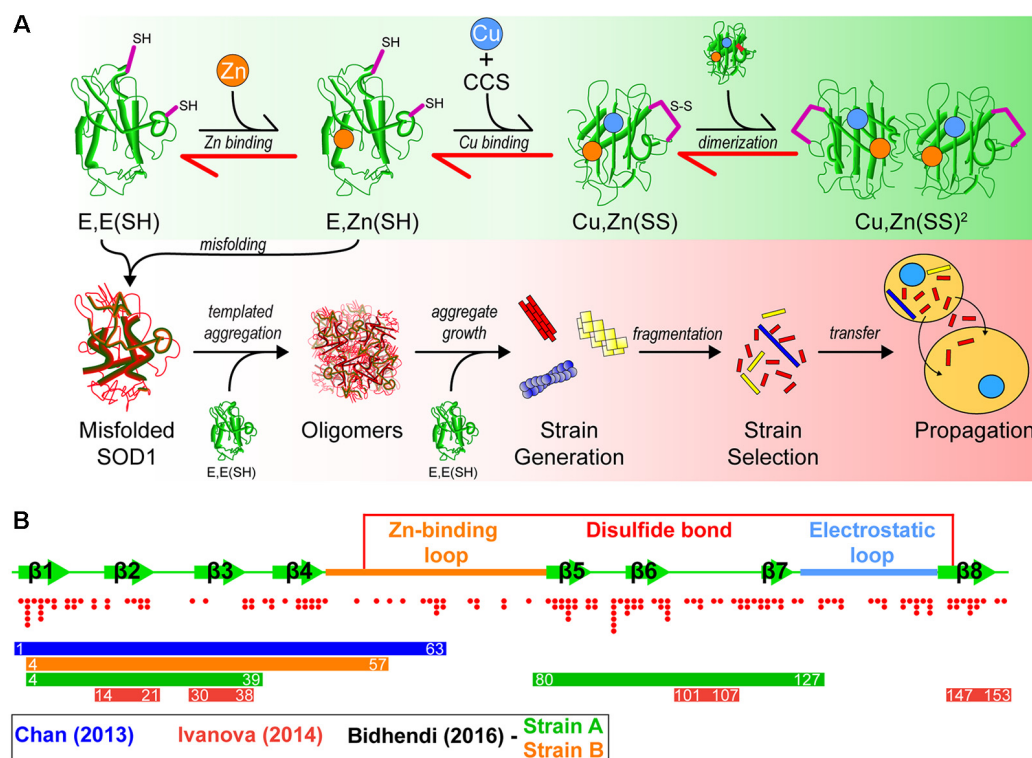 A
SH
SH
Zn
Zn binding
E,E(SH)
SH
SH
Cu
+
CCS
Cu binding
E,Zn(SH)
S-S
dimerization
Cu,Zn(SS)
Cu,Zn(SS)²
misfolding
Misfolded
SOD1
templated
aggregation
E,E(SH)
Oligomers
aggregate
growth
E,E(SH)
Strain
Generation
fragmentation
Strain
Selection
transfer
Propagation
B
Zn-binding
loop
Disulfide bond
Electrostatic
loop
β1 β2 β3 β4 β5 β6 β7 β8
1 63
4 57
4 39 80 127
14 21 30 38 101 107 147 153
Chan (2013) Ivanova (2014) Bidhendi (2016) - Strain A
Strain B